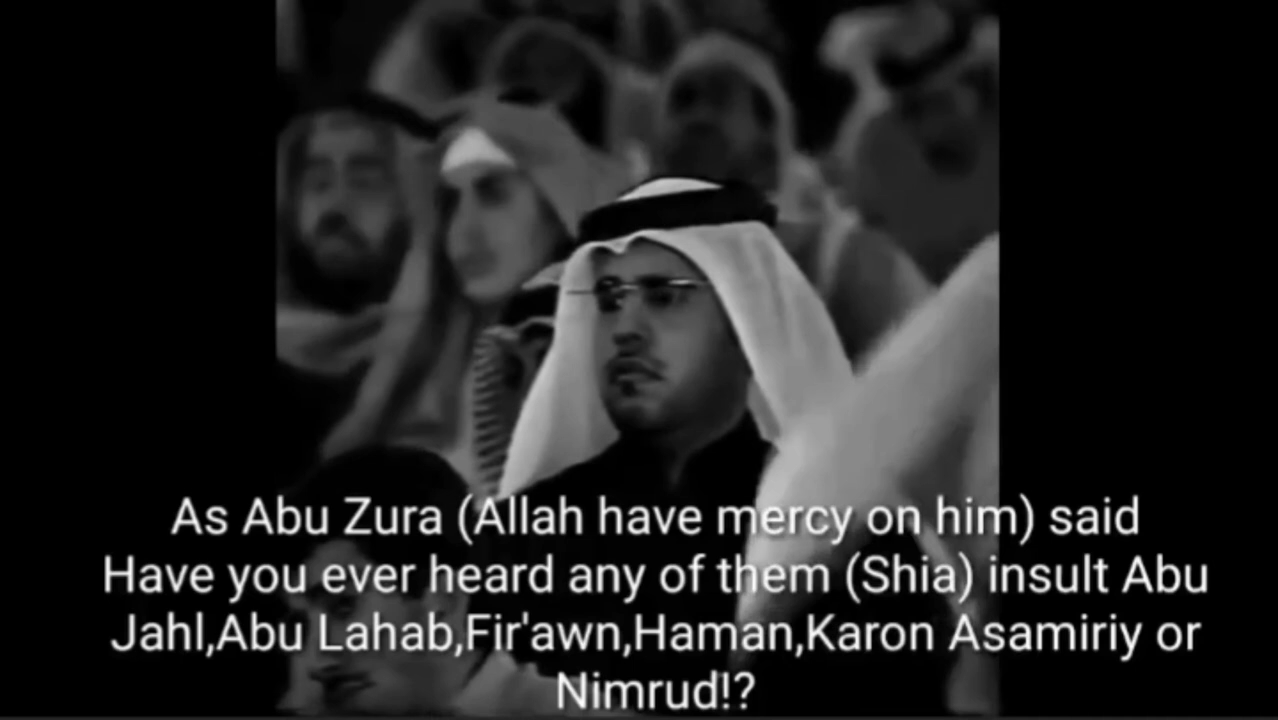 As Abu Zura (Allah have mercy on him) said
Have you ever heard any of them (Shia) insult Abu
Jahl,Abu Lahab,Fir'awn,Haman,Karon Asamiriy or
Nimrud!?